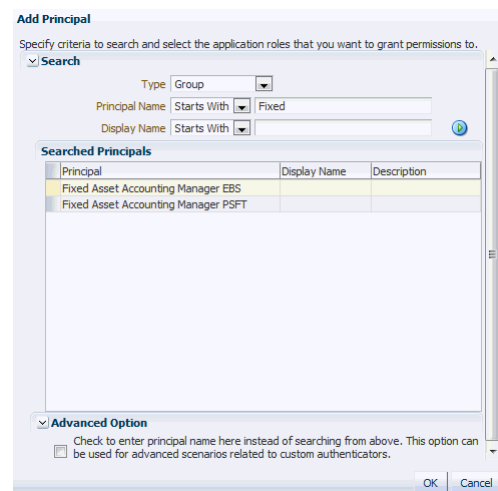 Add Principal
Specify criteria to search and select the application roles that you want to grant permissions to.
Search
Type Group
Principal Name Starts With Fixed
Display Name Starts With
Searched Principals
Principal Display Name Description
Fixed Asset Accounting Manager EBS
Fixed Asset Accounting Manager PSFT
Advanced Option
Check to enter principal name here instead of searching from above. This option can
be used for advanced scenarios related to custom authenticators.
OK Cancel